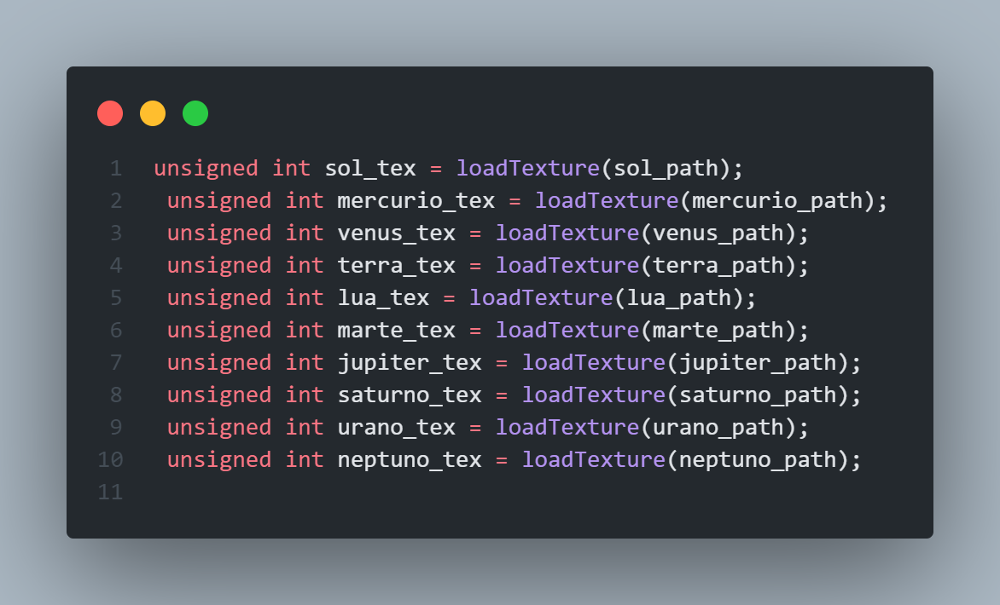 1 unsigned int sol_tex = loadTexture(sol_path);
2 unsigned int mercurio_tex = loadTexture(mercurio_path);
3 unsigned int venus_tex = loadTexture(venus_path);
4 unsigned int terra_tex = loadTexture(terra_path);
5 unsigned int lua_tex = loadTexture(lua_path);
6 unsigned int marte_tex = loadTexture(marte_path);
7 unsigned int jupiter_tex = loadTexture(jupiter_path);
8 unsigned int saturno_tex = loadTexture(saturno_path);
9 unsigned int urano_tex = loadTexture(urano_path);
10 unsigned int neptuno_tex = loadTexture(neptuno_path);
11